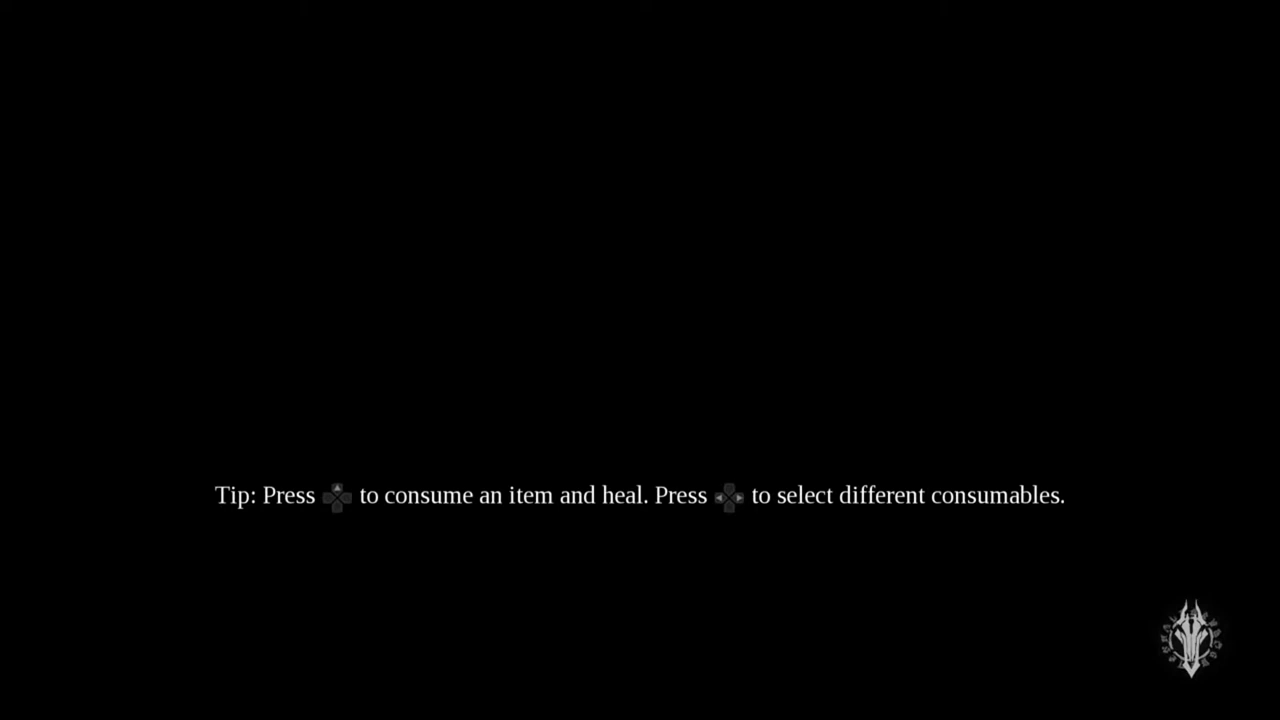 Tip: Press to consume an item and heal. Press to select different consumables.